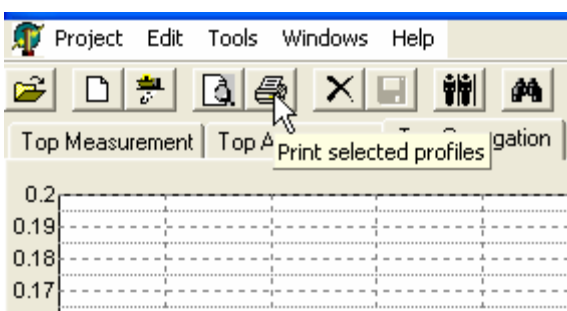 Project Edit Tools Windows Help
Top Measurement Top A gation
Print selected profiles
0.2
0.19
0.18
0.17